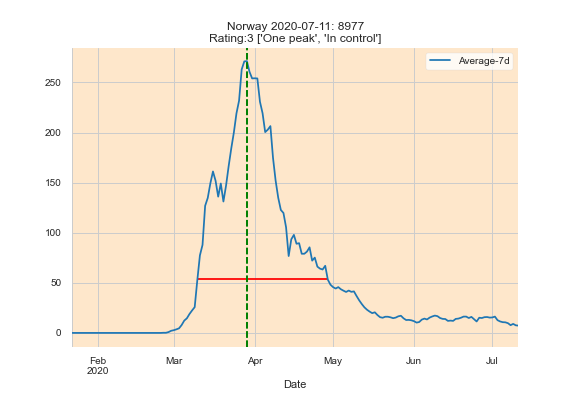 Norway 2020-07-11: 8977
Rating:3 ['One peak', 'In control']
Average-7d
250
200
150
100
50
0
Feb Mar Apr May Jun Jul
2020
Date